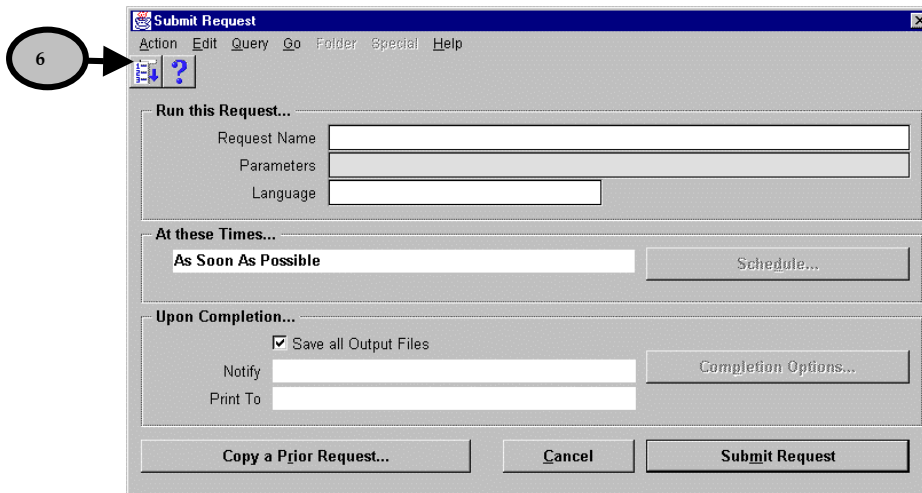 Submit Request
Action Edit Query Go Folder Special Help
6
?
Run this Request...
Request Name
Parameters
Language
At these Times...
As Soon As Possible
Schedule...
Upon Completion...
Save all Output Files
Notify
Completion Options...
Print To
Copy a Prior Request... Cancel Submit Request